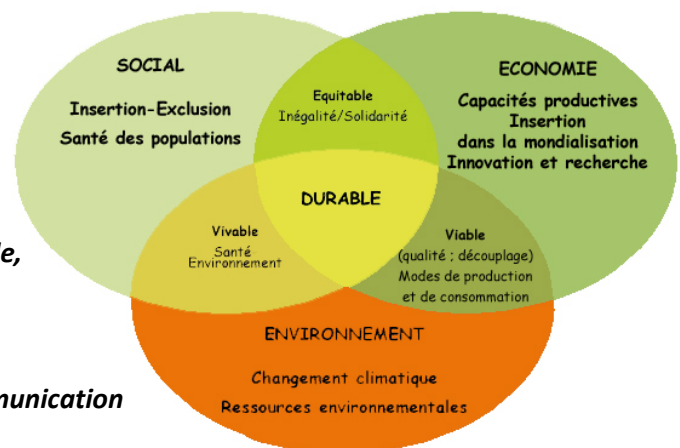 SOCIAL
Insertion-Exclusion
Santé des populations
Equitable
Inégalité/Solidarité
ECONOMIE
Capacités productives
Insertion
dans la mondialisation
Innovation et recherche
DURABLE
Vivable
Santé
Environnement
Viable
(qualité ; découplage)
Modes de production
et de consommation
ENVIRONNEMENT
Changement climatique
Ressources environnementales